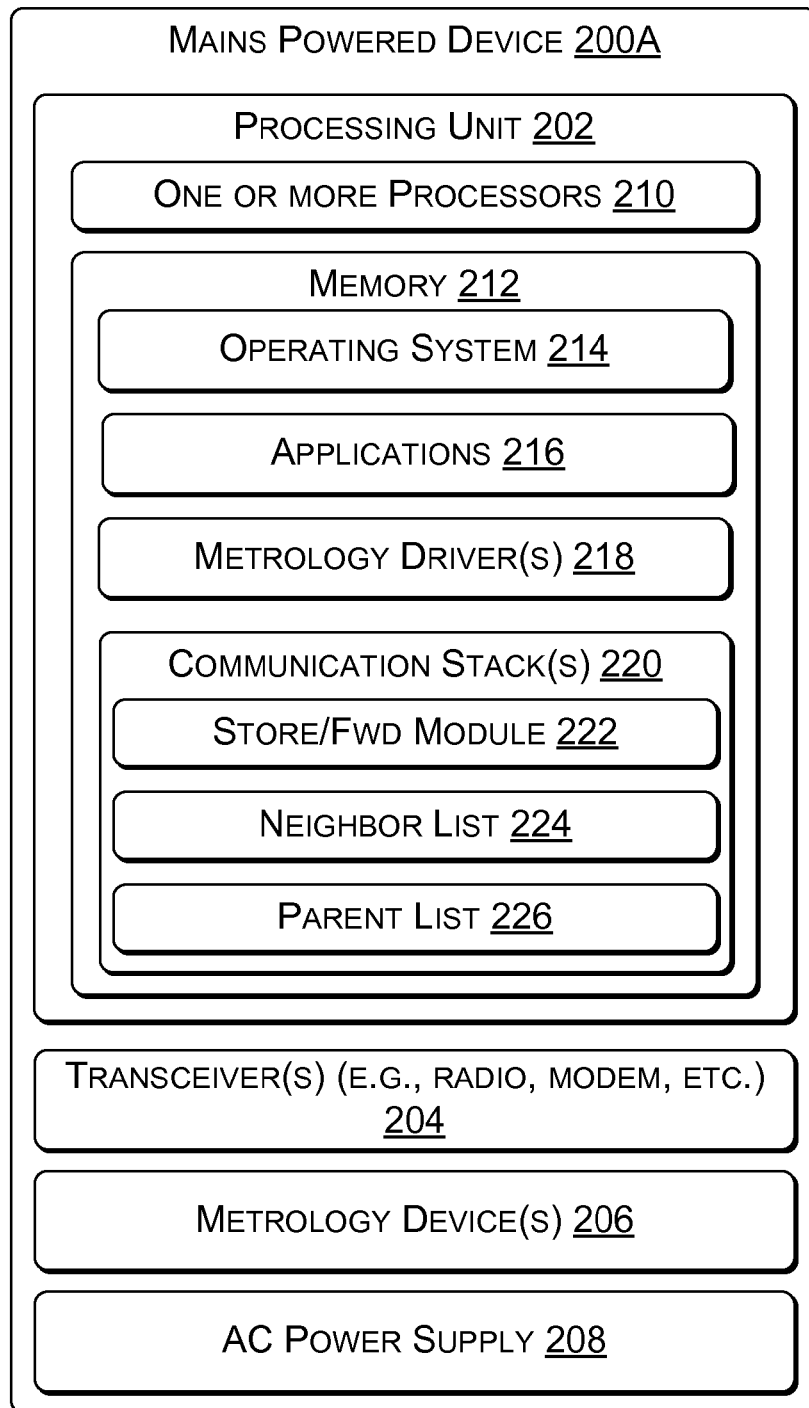 MAINS POWERED DEVICE 200A
PROCESSING UNIT 202
ONE OR MORE PROCESSORS 210
MEMORY 212
OPERATING SYSTEM 214
APPLICATIONS 216
METROLOGY DRIVER(S) 218
COMMUNICATION STACK(S) 220
STORE/FWD MODULE 222
NEIGHBOR LIST 224
PARENT LIST 226
TRANSCEIVER(S) (E.G., RADIO, MODEM, ETC.)
204
METROLOGY DEVICE(S) 206
AC POWER SUPPLY 208